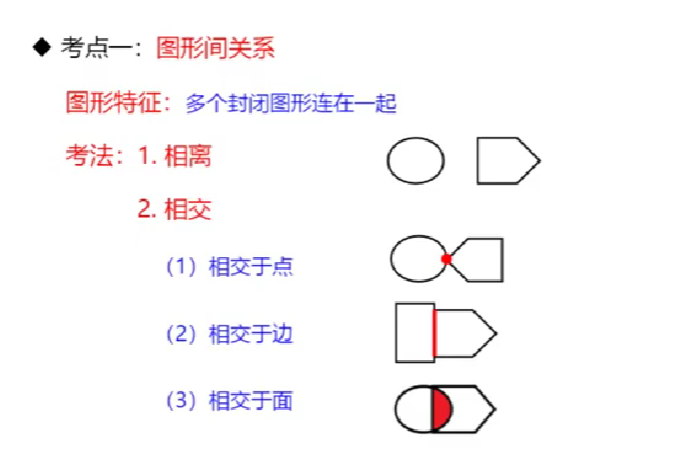 ◆ 考点一：图形间关系
图形特征：多个封闭图形连在一起
考法：1. 相离
2. 相交
（1）相交于点
（2）相交于边
（3）相交于面